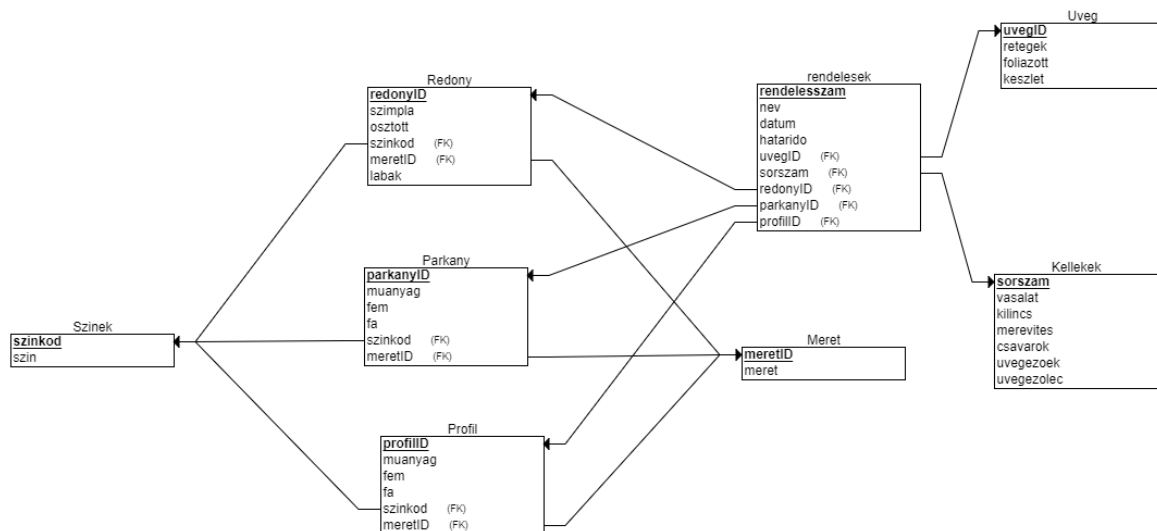 Uveg
uvegID
retegek
foliazott
keszlet
Redony
redonyID
szimpla
osztott
szinkod (FK)
meretID (FK)
labak
rendelesek
rendelesszam
nev
datum
hatarido
uvegID (FK)
sorszam (FK)
redonyID (FK)
parkanyID (FK)
profilID (FK)
Parkany
parkanyID
muanyag
fem
fa
szinkod (FK)
meretID (FK)
Kellekek
sorszam
vasalat
kilincs
merevites
csavarok
uvegezoek
uvegezolec
Szinek
szinkod
szin
Meret
meretID
meret
Profil
profilID
muanyag
fem
fa
szinkod (FK)
meretID (FK)